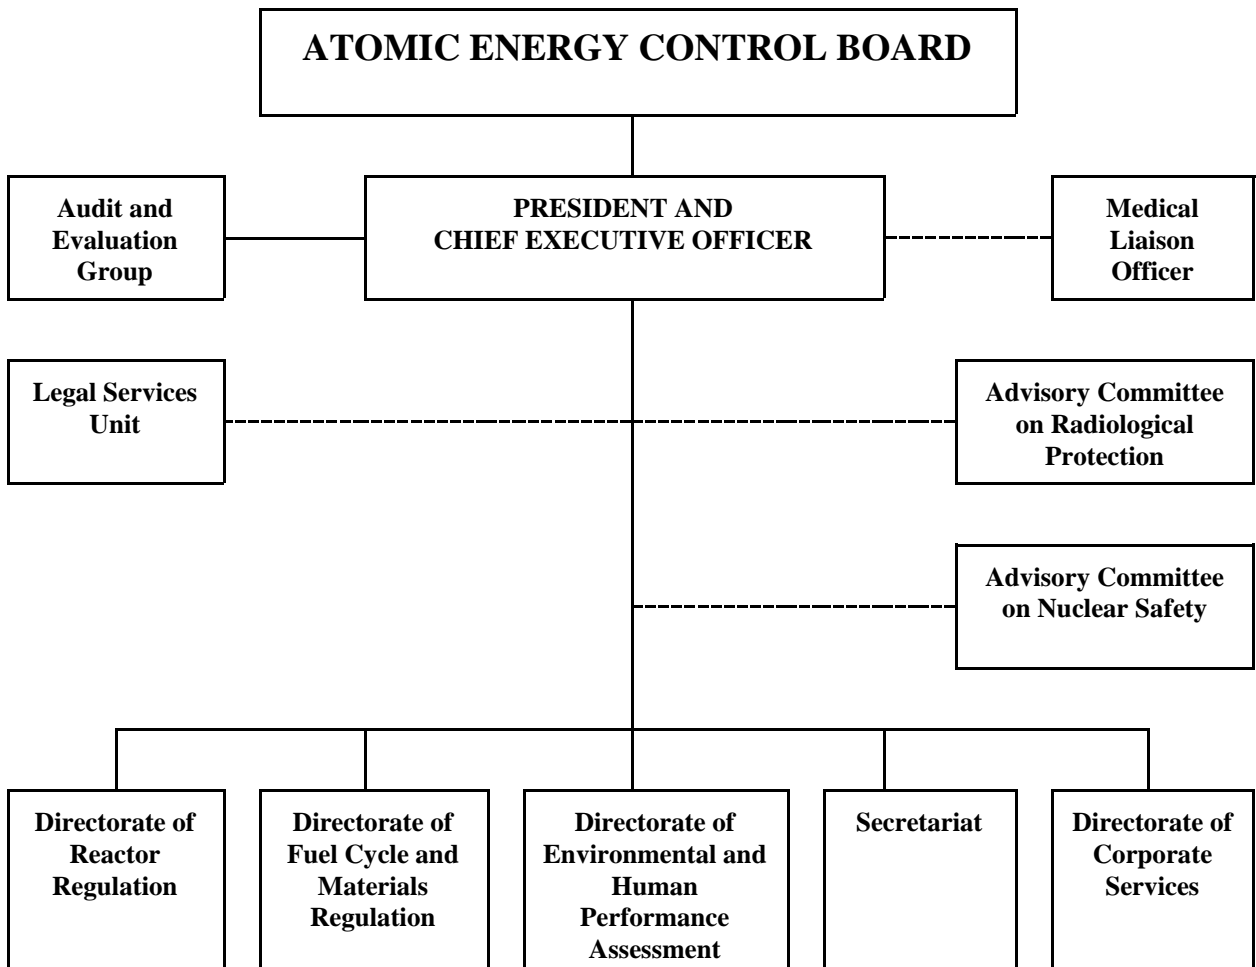 ATOMIC ENERGY CONTROL BOARD
Audit and
Evaluation
Group
PRESIDENT AND
CHIEF EXECUTIVE OFFICER
Medical
Liaison
Officer
Legal Services
Unit
Advisory Committee
on Radiological
Protection
Advisory Committee
on Nuclear Safety
Directorate of
Reactor
Regulation
Directorate of
Fuel Cycle and
Materials
Regulation
Directorate of
Environmental and
Human
Performance
Assessment
Secretariat
Directorate of
Corporate
Services